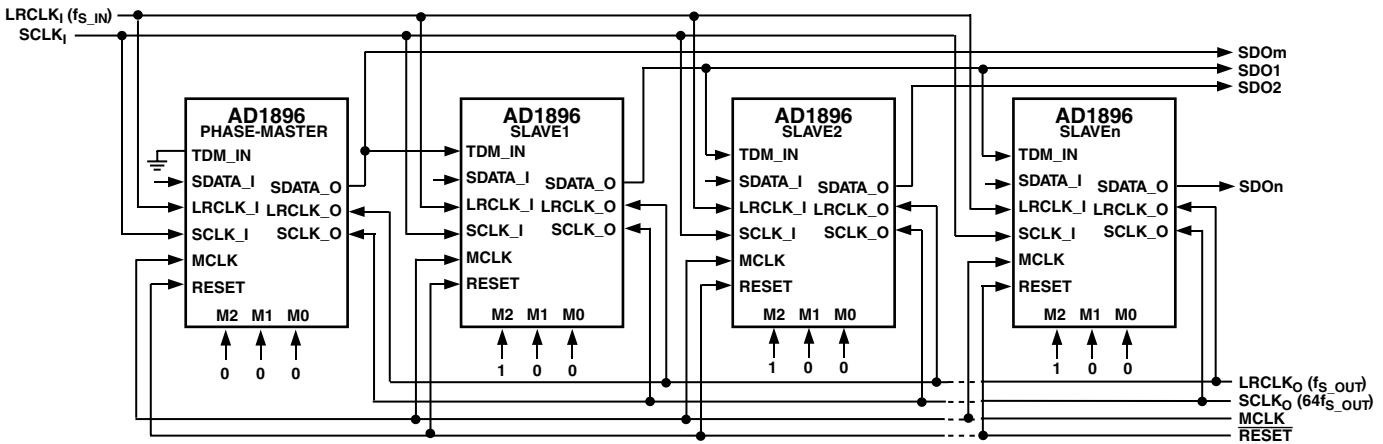 LRCLKI (fS_IN)
SCLKI
SDOm
SDO1
SDO2
AD1896
PHASE-MASTER
TDM_IN
SDATA_I
SDATA_O
LRCLK_I
LRCLK_O
SCLK_I
SCLK_O
MCLK
RESET
M2 M1 M0
0 0 0
AD1896
SLAVE1
TDM_IN
SDATA_I
SDATA_O
LRCLK_I
LRCLK_O
SCLK_I
SCLK_O
MCLK
RESET
M2 M1 M0
1 0 0
AD1896
SLAVE2
TDM_IN
SDATA_I
SDATA_O
LRCLK_I
LRCLK_O
SCLK_I
SCLK_O
MCLK
RESET
M2 M1 M0
1 0 0
AD1896
SLAVEn
TDM_IN
SDATA_I
SDATA_O
LRCLK_I
LRCLK_O
SCLK_I
SCLK_O
MCLK
RESET
M2 M1 M0
1 0 0
SDOn
LRCLKO (fS_OUT)
SCLKO (64fS_OUT)
MCLK
RESET